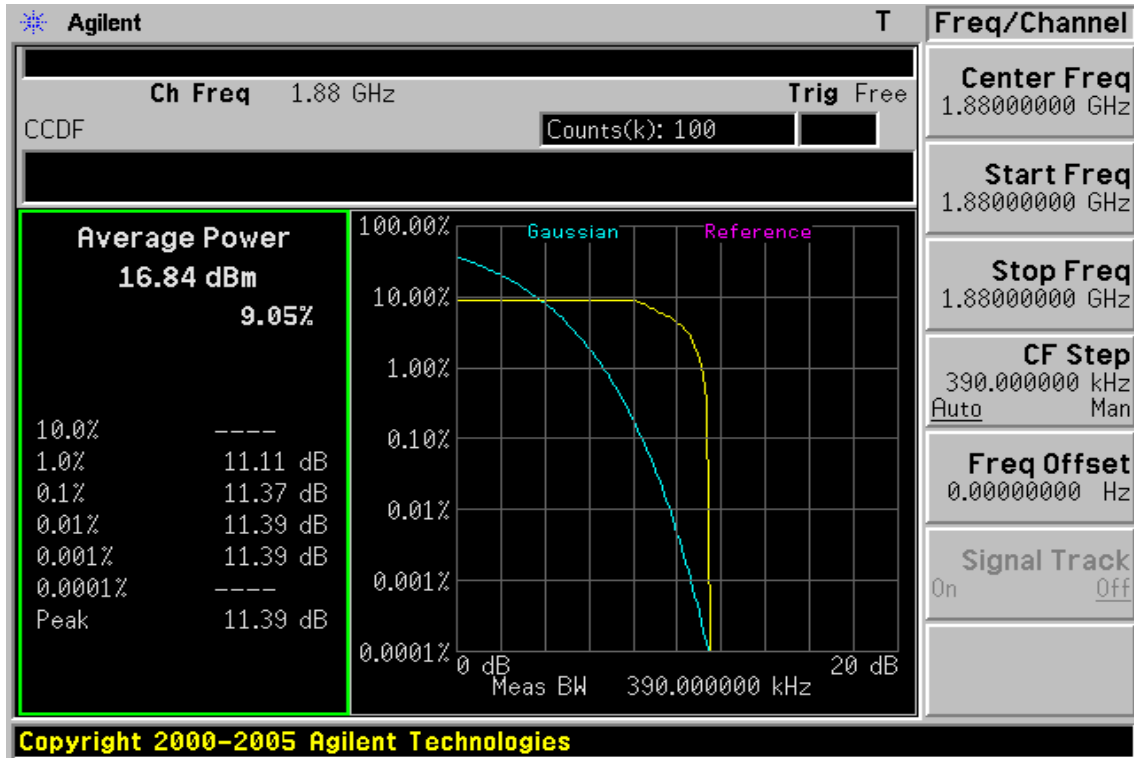 Agilent T
Ch Freq 1.88 GHz Trig Free
CCDF Counts(k): 100
Average Power
16.84 dBm
9.05%
10.0% ----
1.0% 11.11 dB
0.1% 11.37 dB
0.01% 11.39 dB
0.001% 11.39 dB
0.0001% ----
Peak 11.39 dB
Gaussian Reference
100.00%
10.00%
1.00%
0.10%
0.01%
0.001%
0.0001%
0 dB 20 dB
Meas BW 390.000000 kHz
Freq/Channel
Center Freq
1.88000000 GHz
Start Freq
1.88000000 GHz
Stop Freq
1.88000000 GHz
CF Step
390.000000 kHz
Auto Man
Freq Offset
0.00000000 Hz
Signal Track
On Off
Copyright 2000-2005 Agilent Technologies